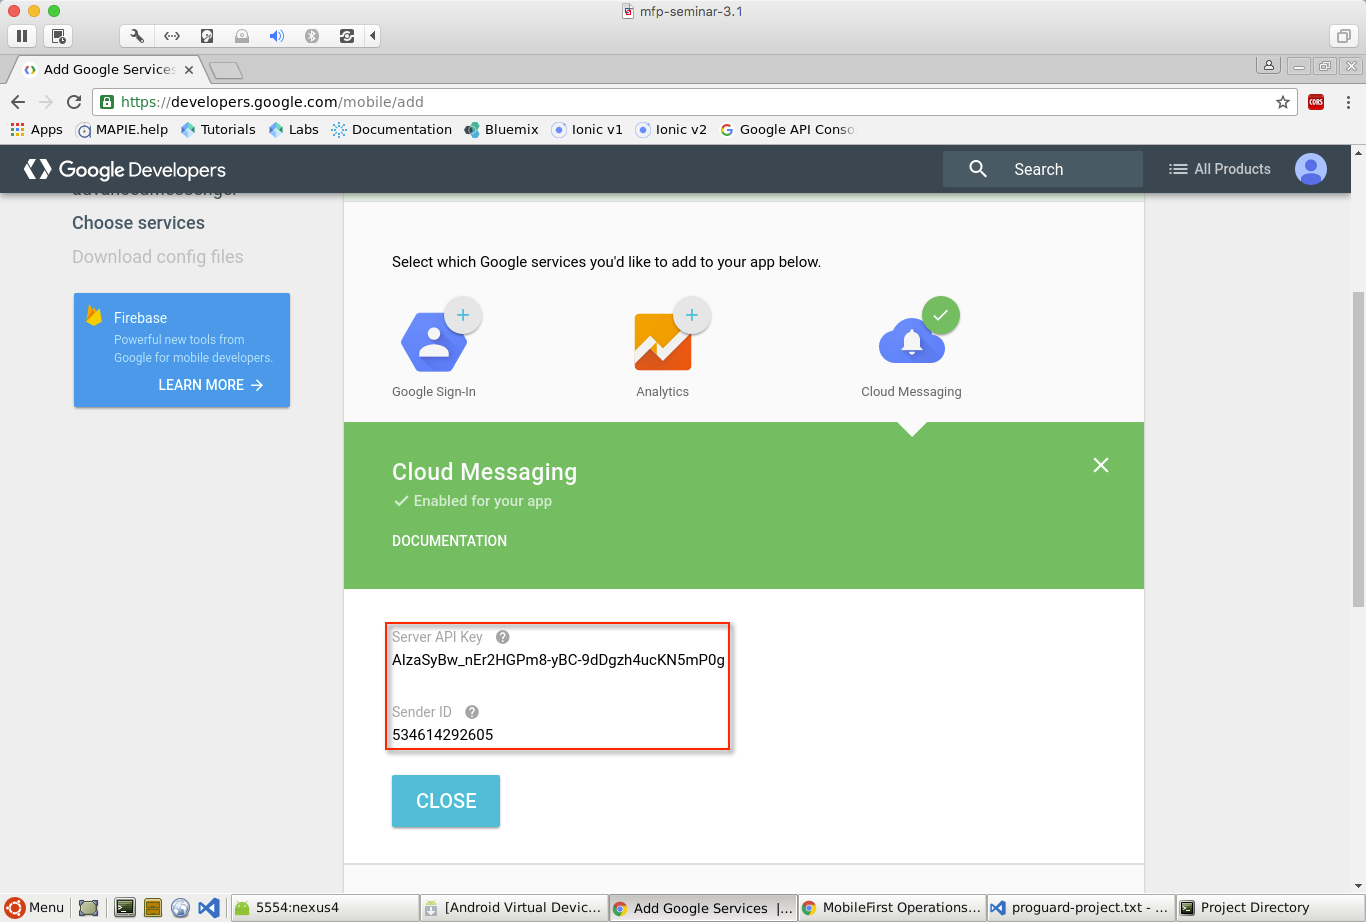 mfp-seminar-3.1
Add Google Services
https://developers.google.com/mobile/add
CORS
Apps MAPIE.help Tutorials Labs Documentation Bluemix Ionic v1 Ionic v2 Google API Conso
Google Developers
Search
All Products
advancedmessenger
Choose services
Download config files
Firebase
Powerful new tools from
Google for mobile developers.
LEARN MORE
Select which Google services you'd like to add to your app below.
Google Sign-In
Analytics
Cloud Messaging
Cloud Messaging
Enabled for your app
DOCUMENTATION
Server API Key
AIzaSyBw_nEr2HGPm8-yBC-9dDgzh4ucKN5mP0g
Sender ID
534614292605
CLOSE
Menu 5554:nexus4 [Android Virtual Devic... Add Google Services |... MobileFirst Operations... proguard-project.txt - ... Project Directory